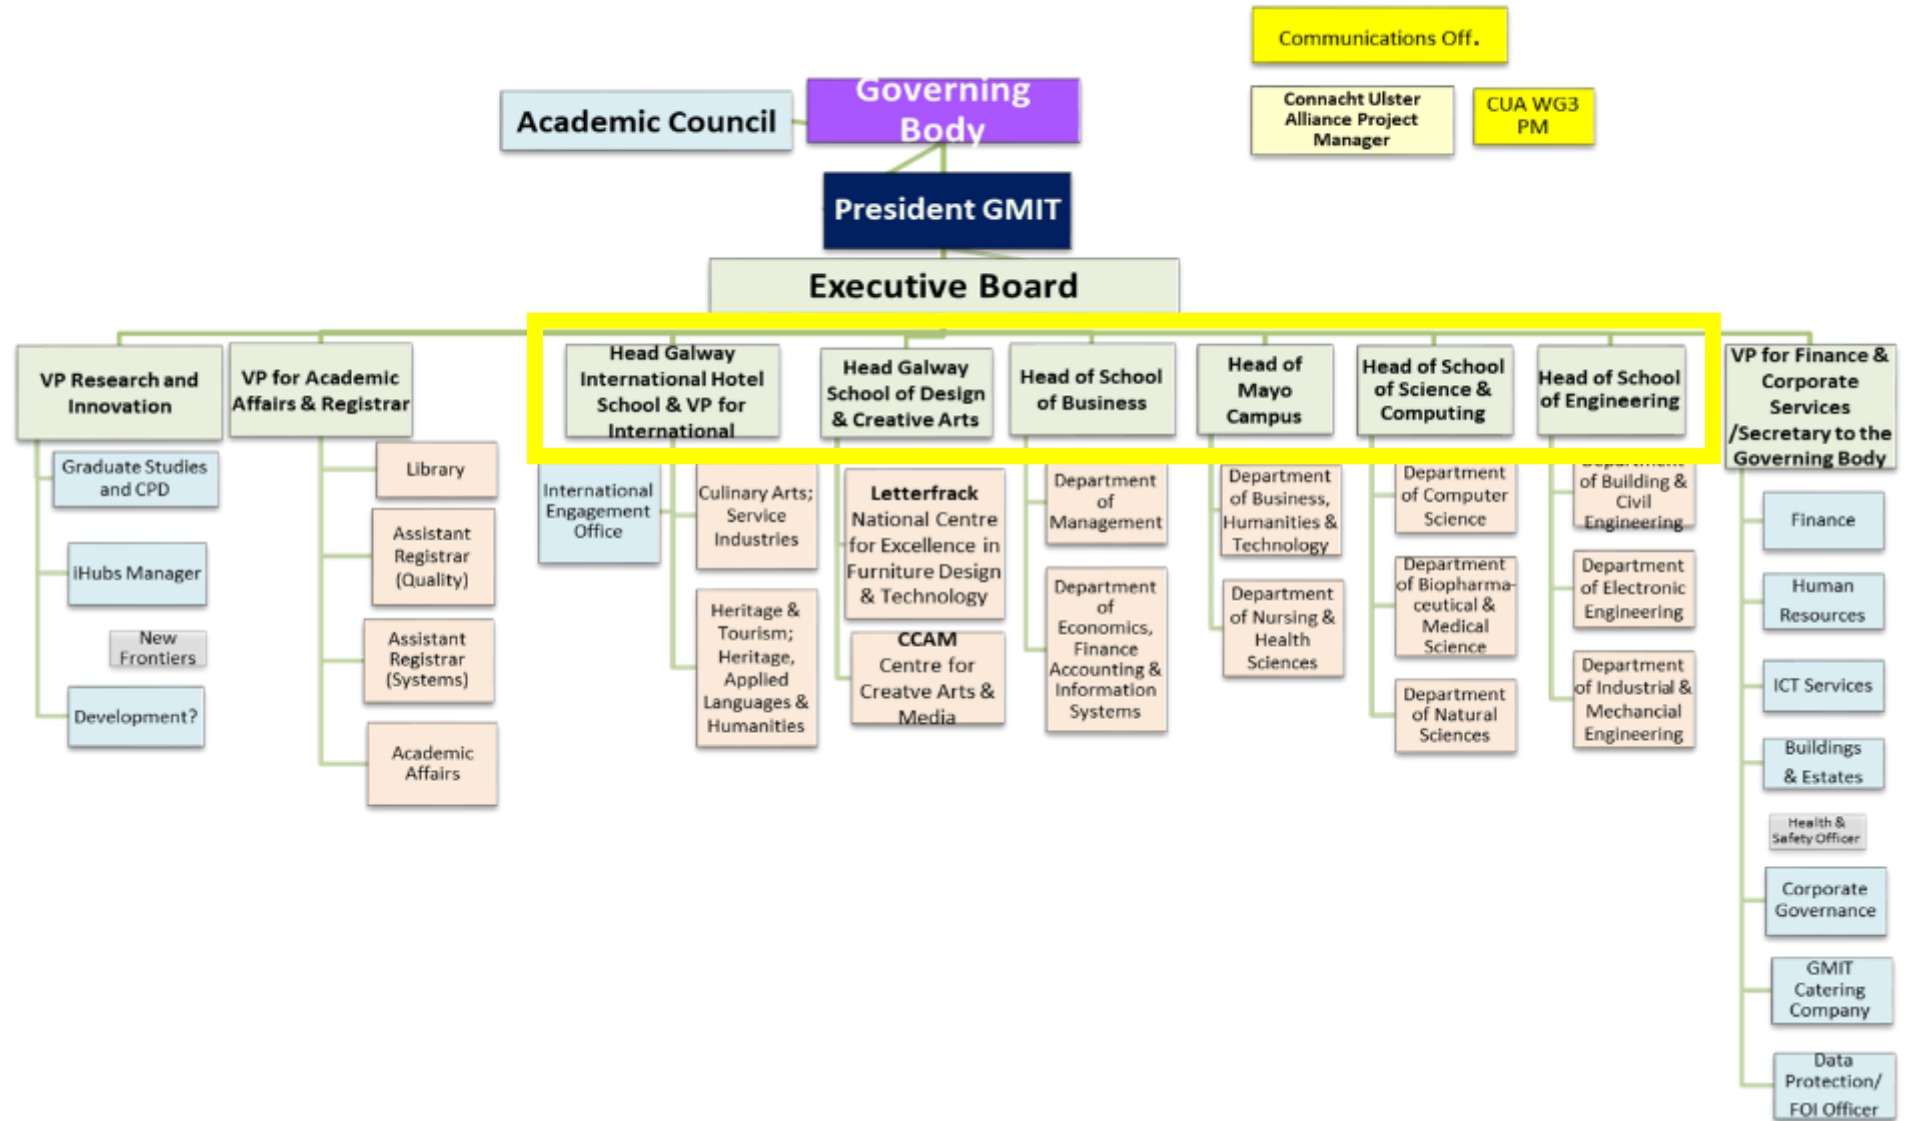 Communications Off.
Academic Council
Governing
Body
Connacht Ulster
Alliance Project
Manager
CUA WG3
PM
President GMIT
Executive Board
VP Research and
Innovation
Graduate Studies
and CPD
iHubs Manager
New
Frontiers
Development?
VP for Academic
Affairs & Registrar
Library
Assistant
Registrar
(Quality)
Assistant
Registrar
(Systems)
Academic
Affairs
Head Galway
International Hotel
School & VP for
International
International
Engagement
Office
Culinary Arts;
Service
Industries
Heritage &
Tourism;
Heritage,
Applied
Languages &
Humanities
Head Galway
School of Design
& Creative Arts
Letterfrack
National Centre
for Excellence in
Furniture Design
& Technology
CCAM
Centre for
Creatve Arts &
Media
Head of School
of Business
Department
of
Management
Department
of
Economics,
Finance
Accounting &
Information
Systems
Head of
Mayo
Campus
Department
of Business,
Humanities &
Technology
Department
of Nursing &
Health
Sciences
Head of School
of Science &
Computing
Department
of Computer
Science
Department
of Biopharma-
ceutical &
Medical
Science
Department
of Natural
Sciences
Head of School
of Engineering
Department
of Building &
Civil
Engineering
Department
of Electronic
Engineering
Department
of Industrial &
Mechancial
Engineering
VP for Finance &
Corporate
Services
/Secretary to the
Governing Body
Finance
Human
Resources
ICT Services
Buildings
& Estates
Health &
Safety Officer
Corporate
Governance
GMIT
Catering
Company
Data
Protection/
FOI Officer